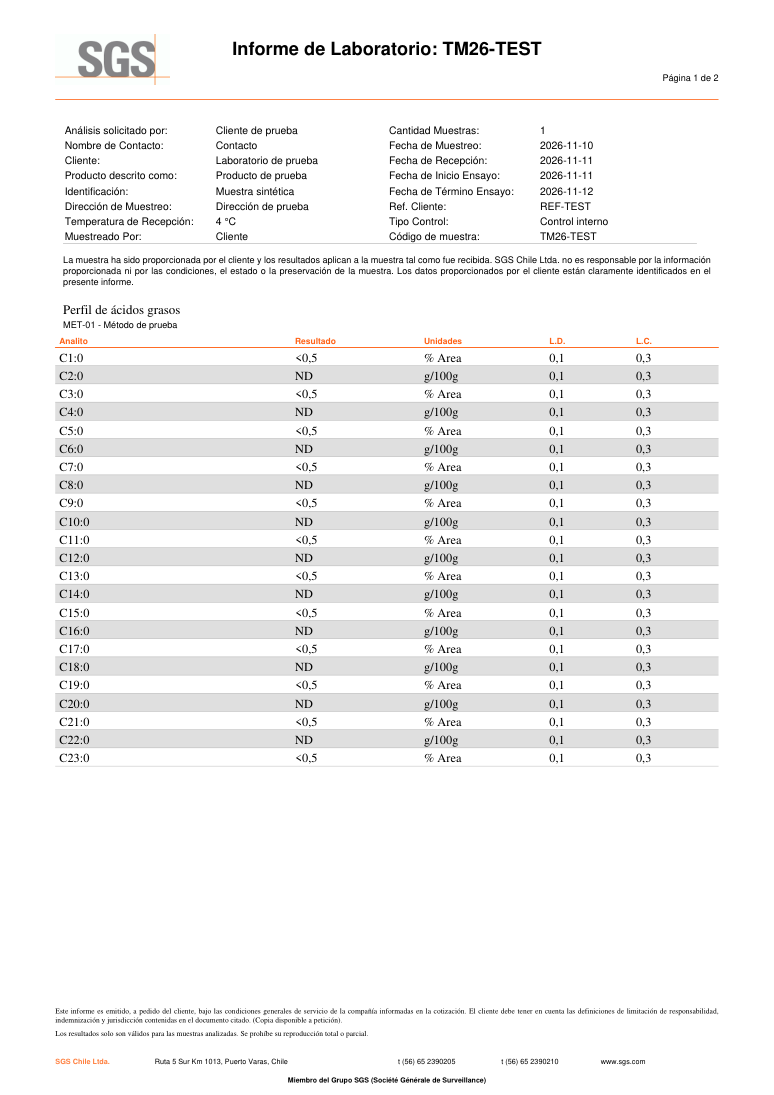 SGS
Informe de Laboratorio: TM26-TEST
Página 1 de 2
Análisis solicitado por: Cliente de prueba Cantidad Muestras: 1
Nombre de Contacto: Contacto Fecha de Muestreo: 2026-11-10
Cliente: Laboratorio de prueba Fecha de Recepción: 2026-11-11
Producto descrito como: Producto de prueba Fecha de Inicio Ensayo: 2026-11-11
Identificación: Muestra sintética Fecha de Término Ensayo: 2026-11-12
Dirección de Muestreo: Dirección de prueba Ref. Cliente: REF-TEST
Temperatura de Recepción: 4 °C Tipo Control: Control interno
Muestreado Por: Cliente Código de muestra: TM26-TEST
La muestra ha sido proporcionada por el cliente y los resultados aplican a la muestra tal como fue recibida. SGS Chile Ltda. no es responsable por la información
proporcionada ni por las condiciones, el estado o la preservación de la muestra. Los datos proporcionados por el cliente están claramente identificados en el
presente informe.
Perfil de ácidos grasos
MET-01 - Método de prueba
Analito Resultado Unidades L.D. L.C.
C1:0 <0,5 % Area 0,1 0,3
C2:0 ND g/100g 0,1 0,3
C3:0 <0,5 % Area 0,1 0,3
C4:0 ND g/100g 0,1 0,3
C5:0 <0,5 % Area 0,1 0,3
C6:0 ND g/100g 0,1 0,3
C7:0 <0,5 % Area 0,1 0,3
C8:0 ND g/100g 0,1 0,3
C9:0 <0,5 % Area 0,1 0,3
C10:0 ND g/100g 0,1 0,3
C11:0 <0,5 % Area 0,1 0,3
C12:0 ND g/100g 0,1 0,3
C13:0 <0,5 % Area 0,1 0,3
C14:0 ND g/100g 0,1 0,3
C15:0 <0,5 % Area 0,1 0,3
C16:0 ND g/100g 0,1 0,3
C17:0 <0,5 % Area 0,1 0,3
C18:0 ND g/100g 0,1 0,3
C19:0 <0,5 % Area 0,1 0,3
C20:0 ND g/100g 0,1 0,3
C21:0 <0,5 % Area 0,1 0,3
C22:0 ND g/100g 0,1 0,3
C23:0 <0,5 % Area 0,1 0,3
Este informe es emitido, a pedido del cliente, bajo las condiciones generales de servicio de la compañía informadas en la cotización. El cliente debe tener en cuenta las definiciones de limitación de responsabilidad,
indemnización y jurisdicción contenidas en el documento citado. (Copia disponible a petición).
Los resultados solo son válidos para las muestras analizadas. Se prohíbe su reproducción total o parcial.
SGS Chile Ltda. Ruta 5 Sur Km 1013, Puerto Varas, Chile t (56) 65 2390205 t (56) 65 2390210 www.sgs.com
Miembro del Grupo SGS (Société Générale de Surveillance)